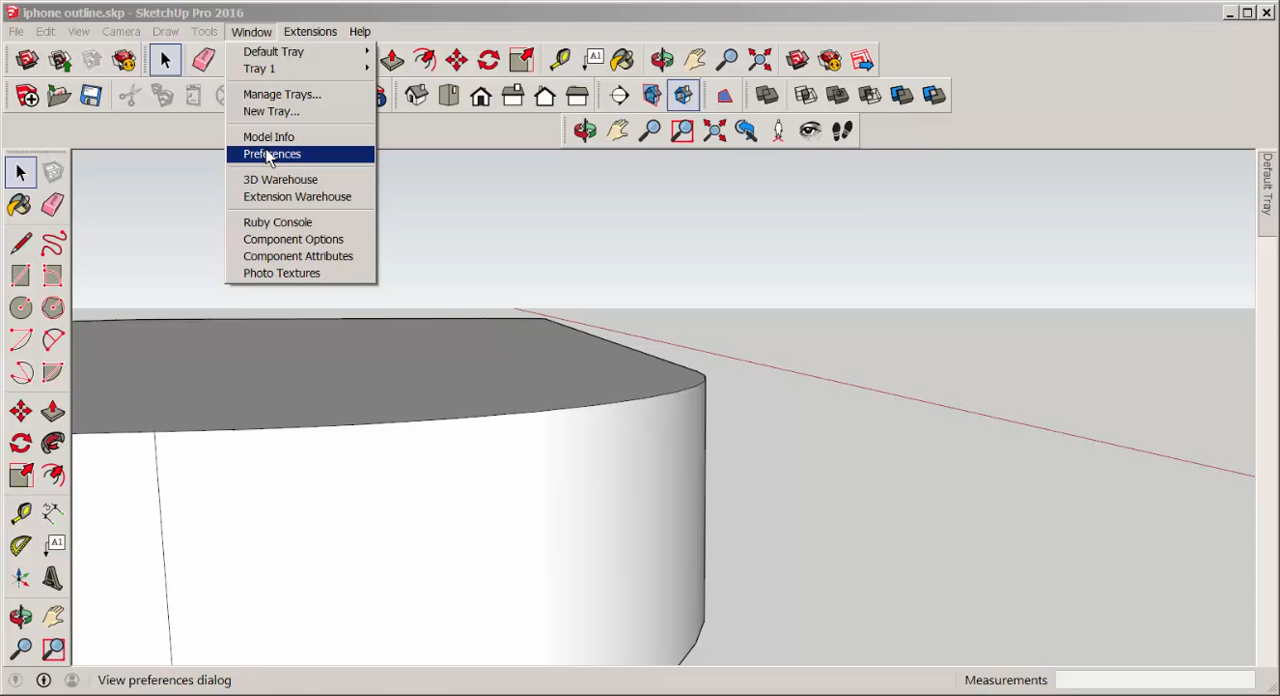 iphone outline.skp - SketchUp Pro 2016
File Edit View Camera Draw Tools Window Extensions Help
Default Tray
Tray 1
Manage Trays...
New Tray...
Model Info
Preferences
3D Warehouse
Extension Warehouse
Ruby Console
Component Options
Component Attributes
Photo Textures
A1
Default Tray
A1
View preferences dialog
Measurements